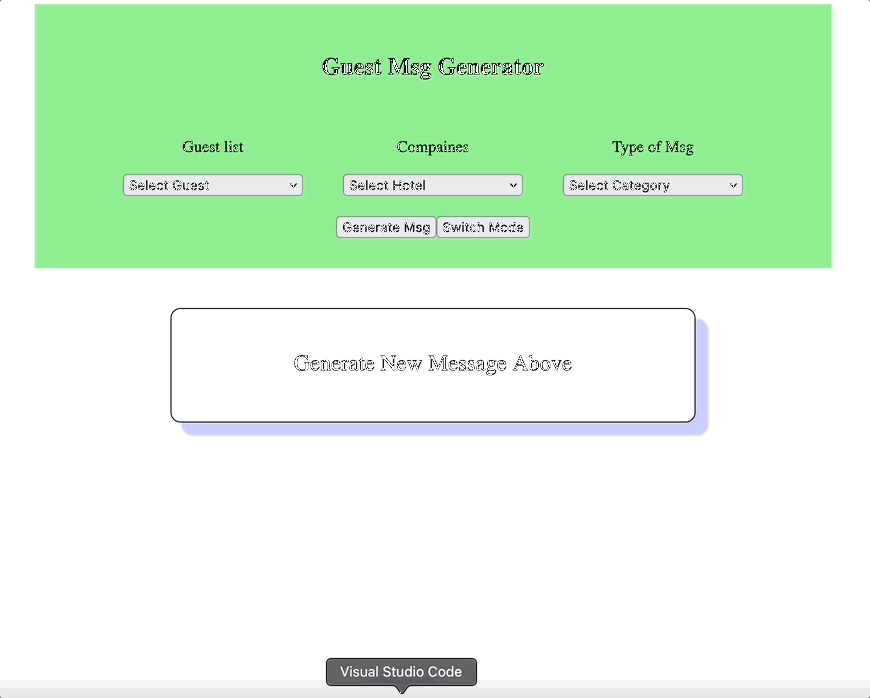 Guest Msg Generator
Guest list Compaines Type of Msg
Select Guest Select Hotel Select Category
Generate Msg Switch Mode
Generate New Message Above
Visual Studio Code